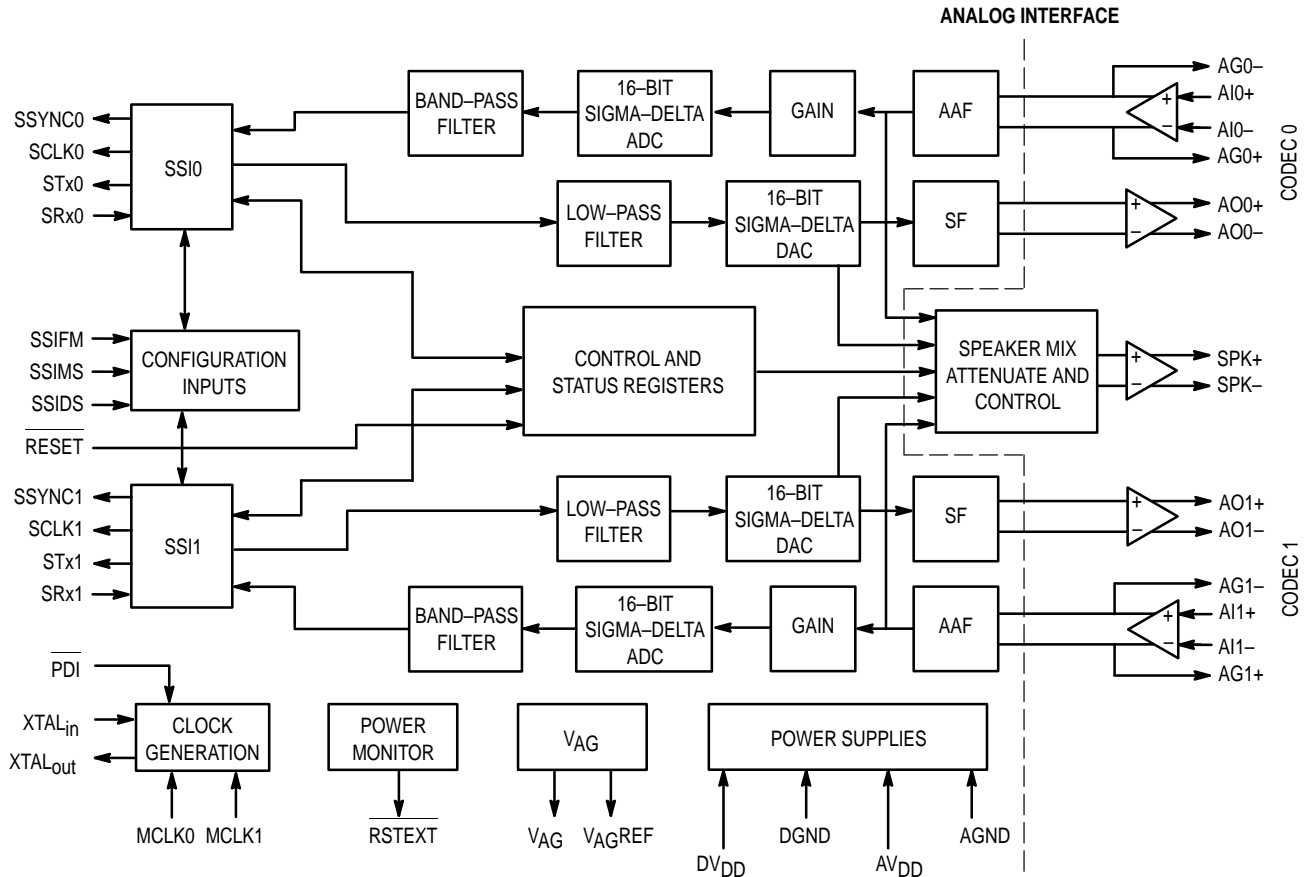 ANALOG INTERFACE
SSYNC0
SCLK0
STx0
SRx0
SSI0
BAND–PASS
FILTER
16–BIT
SIGMA–DELTA
ADC
GAIN
AAF
+
–
AG0–
AI0+
AI0–
AG0+
CODEC 0
LOW–PASS
FILTER
16–BIT
SIGMA–DELTA
DAC
SF
+
–
AO0+
AO0–
SSIFM
SSIMS
SSIDS
CONFIGURATION
INPUTS
RESET
CONTROL AND
STATUS REGISTERS
SPEAKER MIX
ATTENUATE AND
CONTROL
+
–
SPK+
SPK–
SSYNC1
SCLK1
STx1
SRx1
SSI1
LOW–PASS
FILTER
16–BIT
SIGMA–DELTA
DAC
SF
+
–
AO1+
AO1–
CODEC 1
BAND–PASS
FILTER
16–BIT
SIGMA–DELTA
ADC
GAIN
AAF
+
–
AG1–
AI1+
AI1–
AG1+
PDI
XTALin
XTALout
CLOCK
GENERATION
MCLK0 MCLK1
POWER
MONITOR
RSTEXT
VAG
VAG VAGREF
POWER SUPPLIES
DVDD
DGND
AVDD
AGND